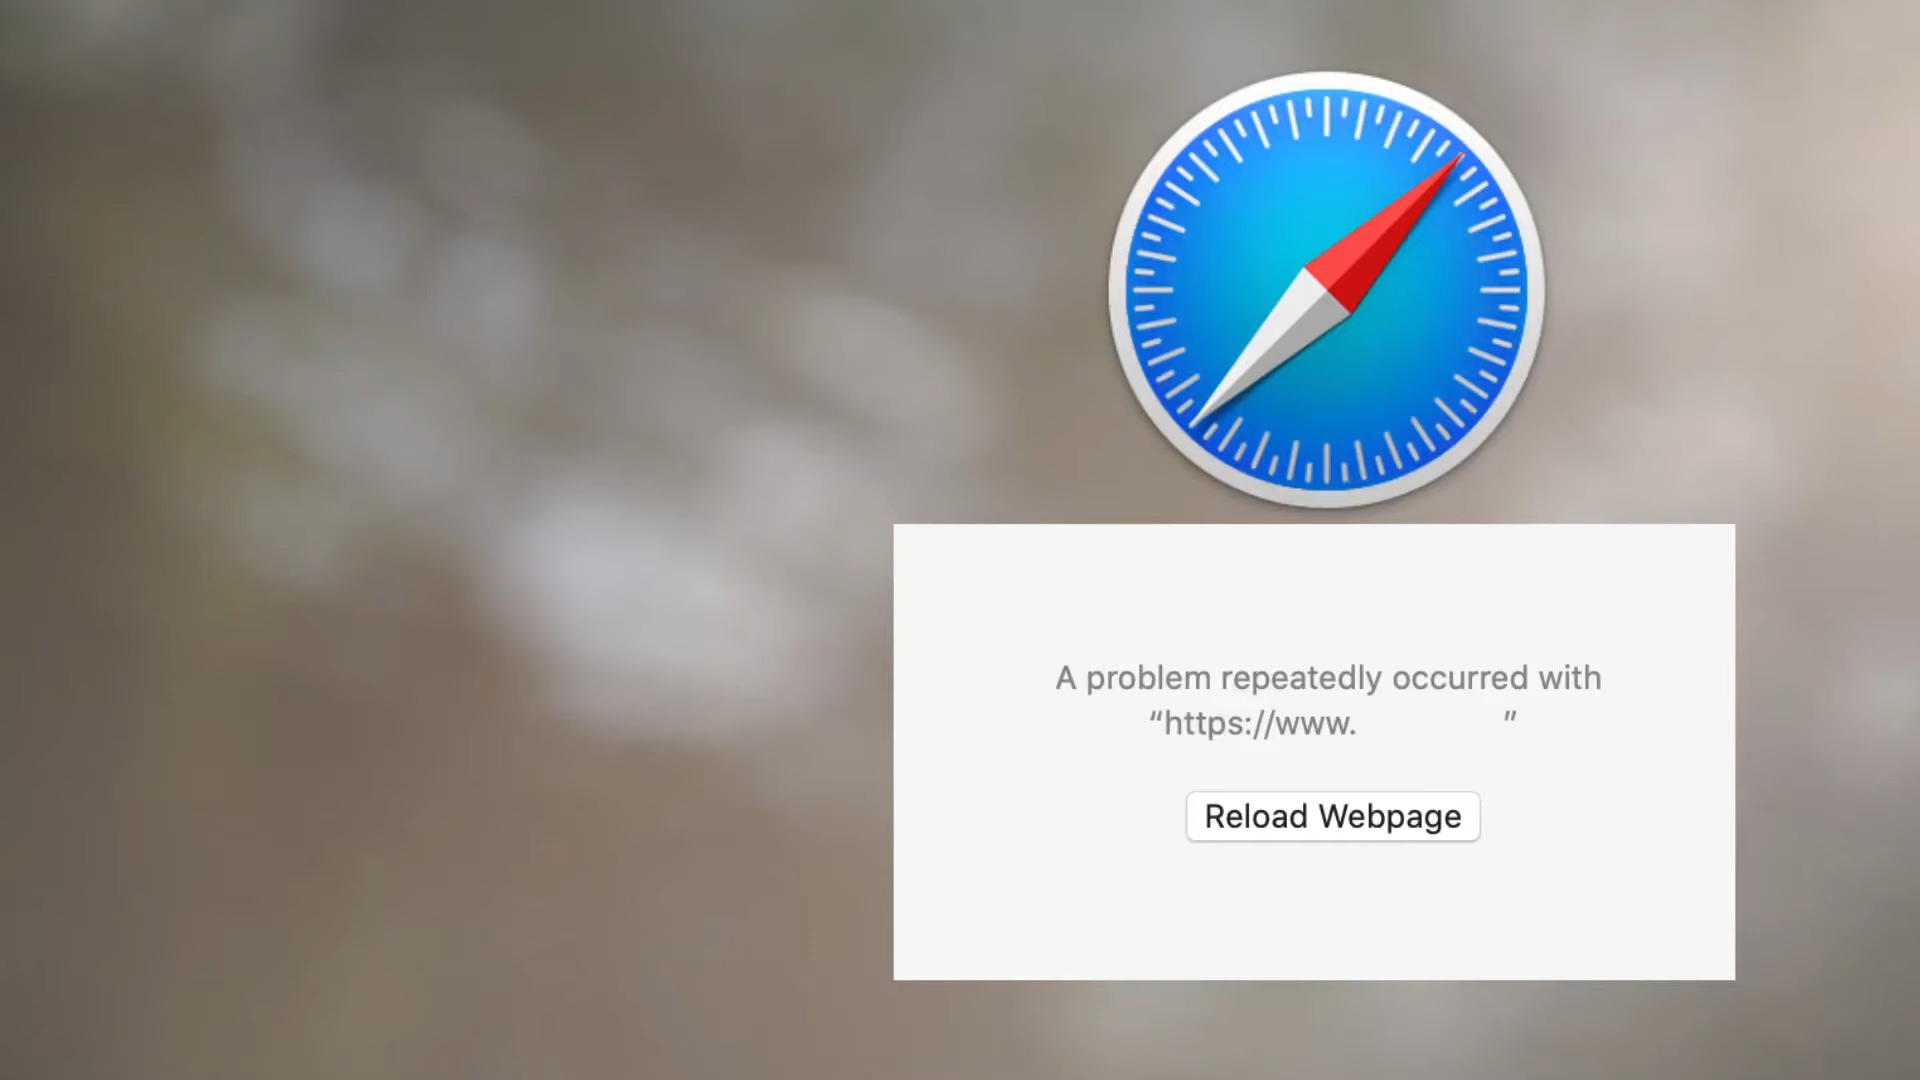 A problem repeatedly occurred with
“https://www. ”
Reload Webpage